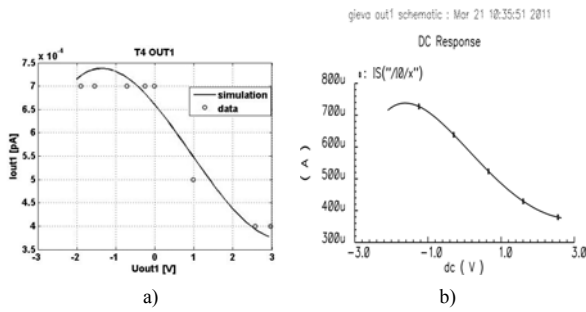 gieva out1 schematic : Mar 21 10:35:51 2011
x 10⁻⁴
T4 OUT1
7.5
7
6.5
6
5.5
5
4.5
4
3.5
Iout1 [pA]
simulation
data
-3
-2
-1
0
1
2
3
Uout1 [V]
a)
DC Response
: IS("/I0/x")
800u
700u
600u
500u
400u
300u
( A )
-3.0
-1.0
1.0
3.0
dc ( V )
b)